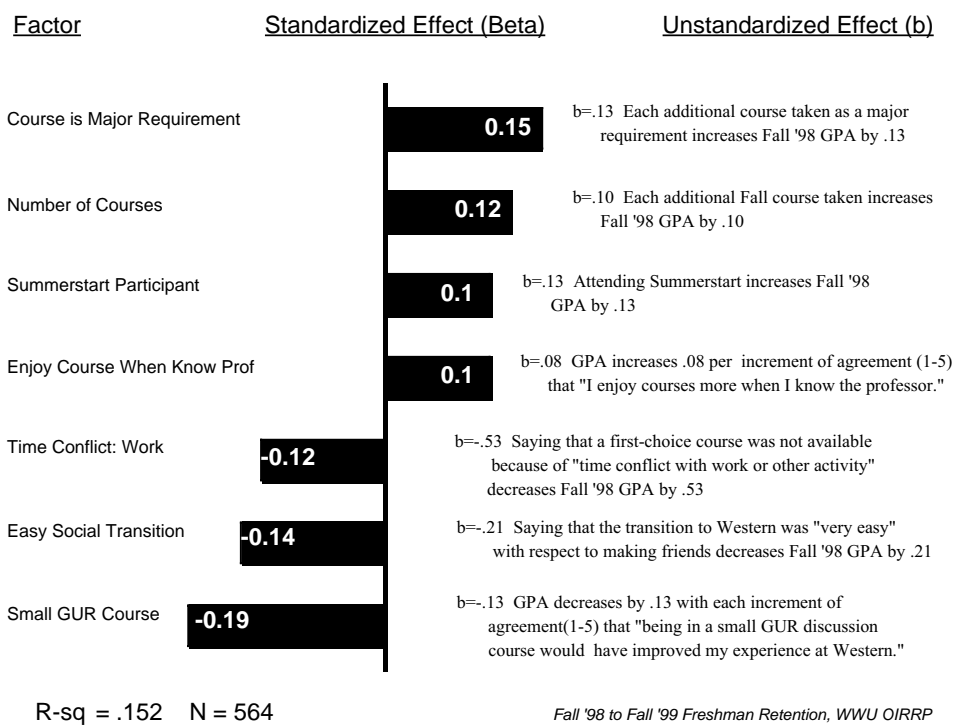 Factor Standardized Effect (Beta) Unstandardized Effect (b)
Course is Major Requirement 0.15 b=.13 Each additional course taken as a major
requirement increases Fall '98 GPA by .13
Number of Courses 0.12 b=.10 Each additional Fall course taken increases
Fall '98 GPA by .10
Summerstart Participant 0.1 b=.13 Attending Summerstart increases Fall '98
GPA by .13
Enjoy Course When Know Prof 0.1 b=.08 GPA increases .08 per increment of agreement (1-5)
that "I enjoy courses more when I know the professor."
Time Conflict: Work -0.12 b=-.53 Saying that a first-choice course was not available
because of "time conflict with work or other activity"
decreases Fall '98 GPA by .53
Easy Social Transition -0.14 b=-.21 Saying that the transition to Western was "very easy"
with respect to making friends decreases Fall '98 GPA by .21
Small GUR Course -0.19 b=-.13 GPA decreases by .13 with each increment of
agreement(1-5) that "being in a small GUR discussion
course would have improved my experience at Western."
R-sq = .152 N = 564 Fall '98 to Fall '99 Freshman Retention, WWU OIRRP